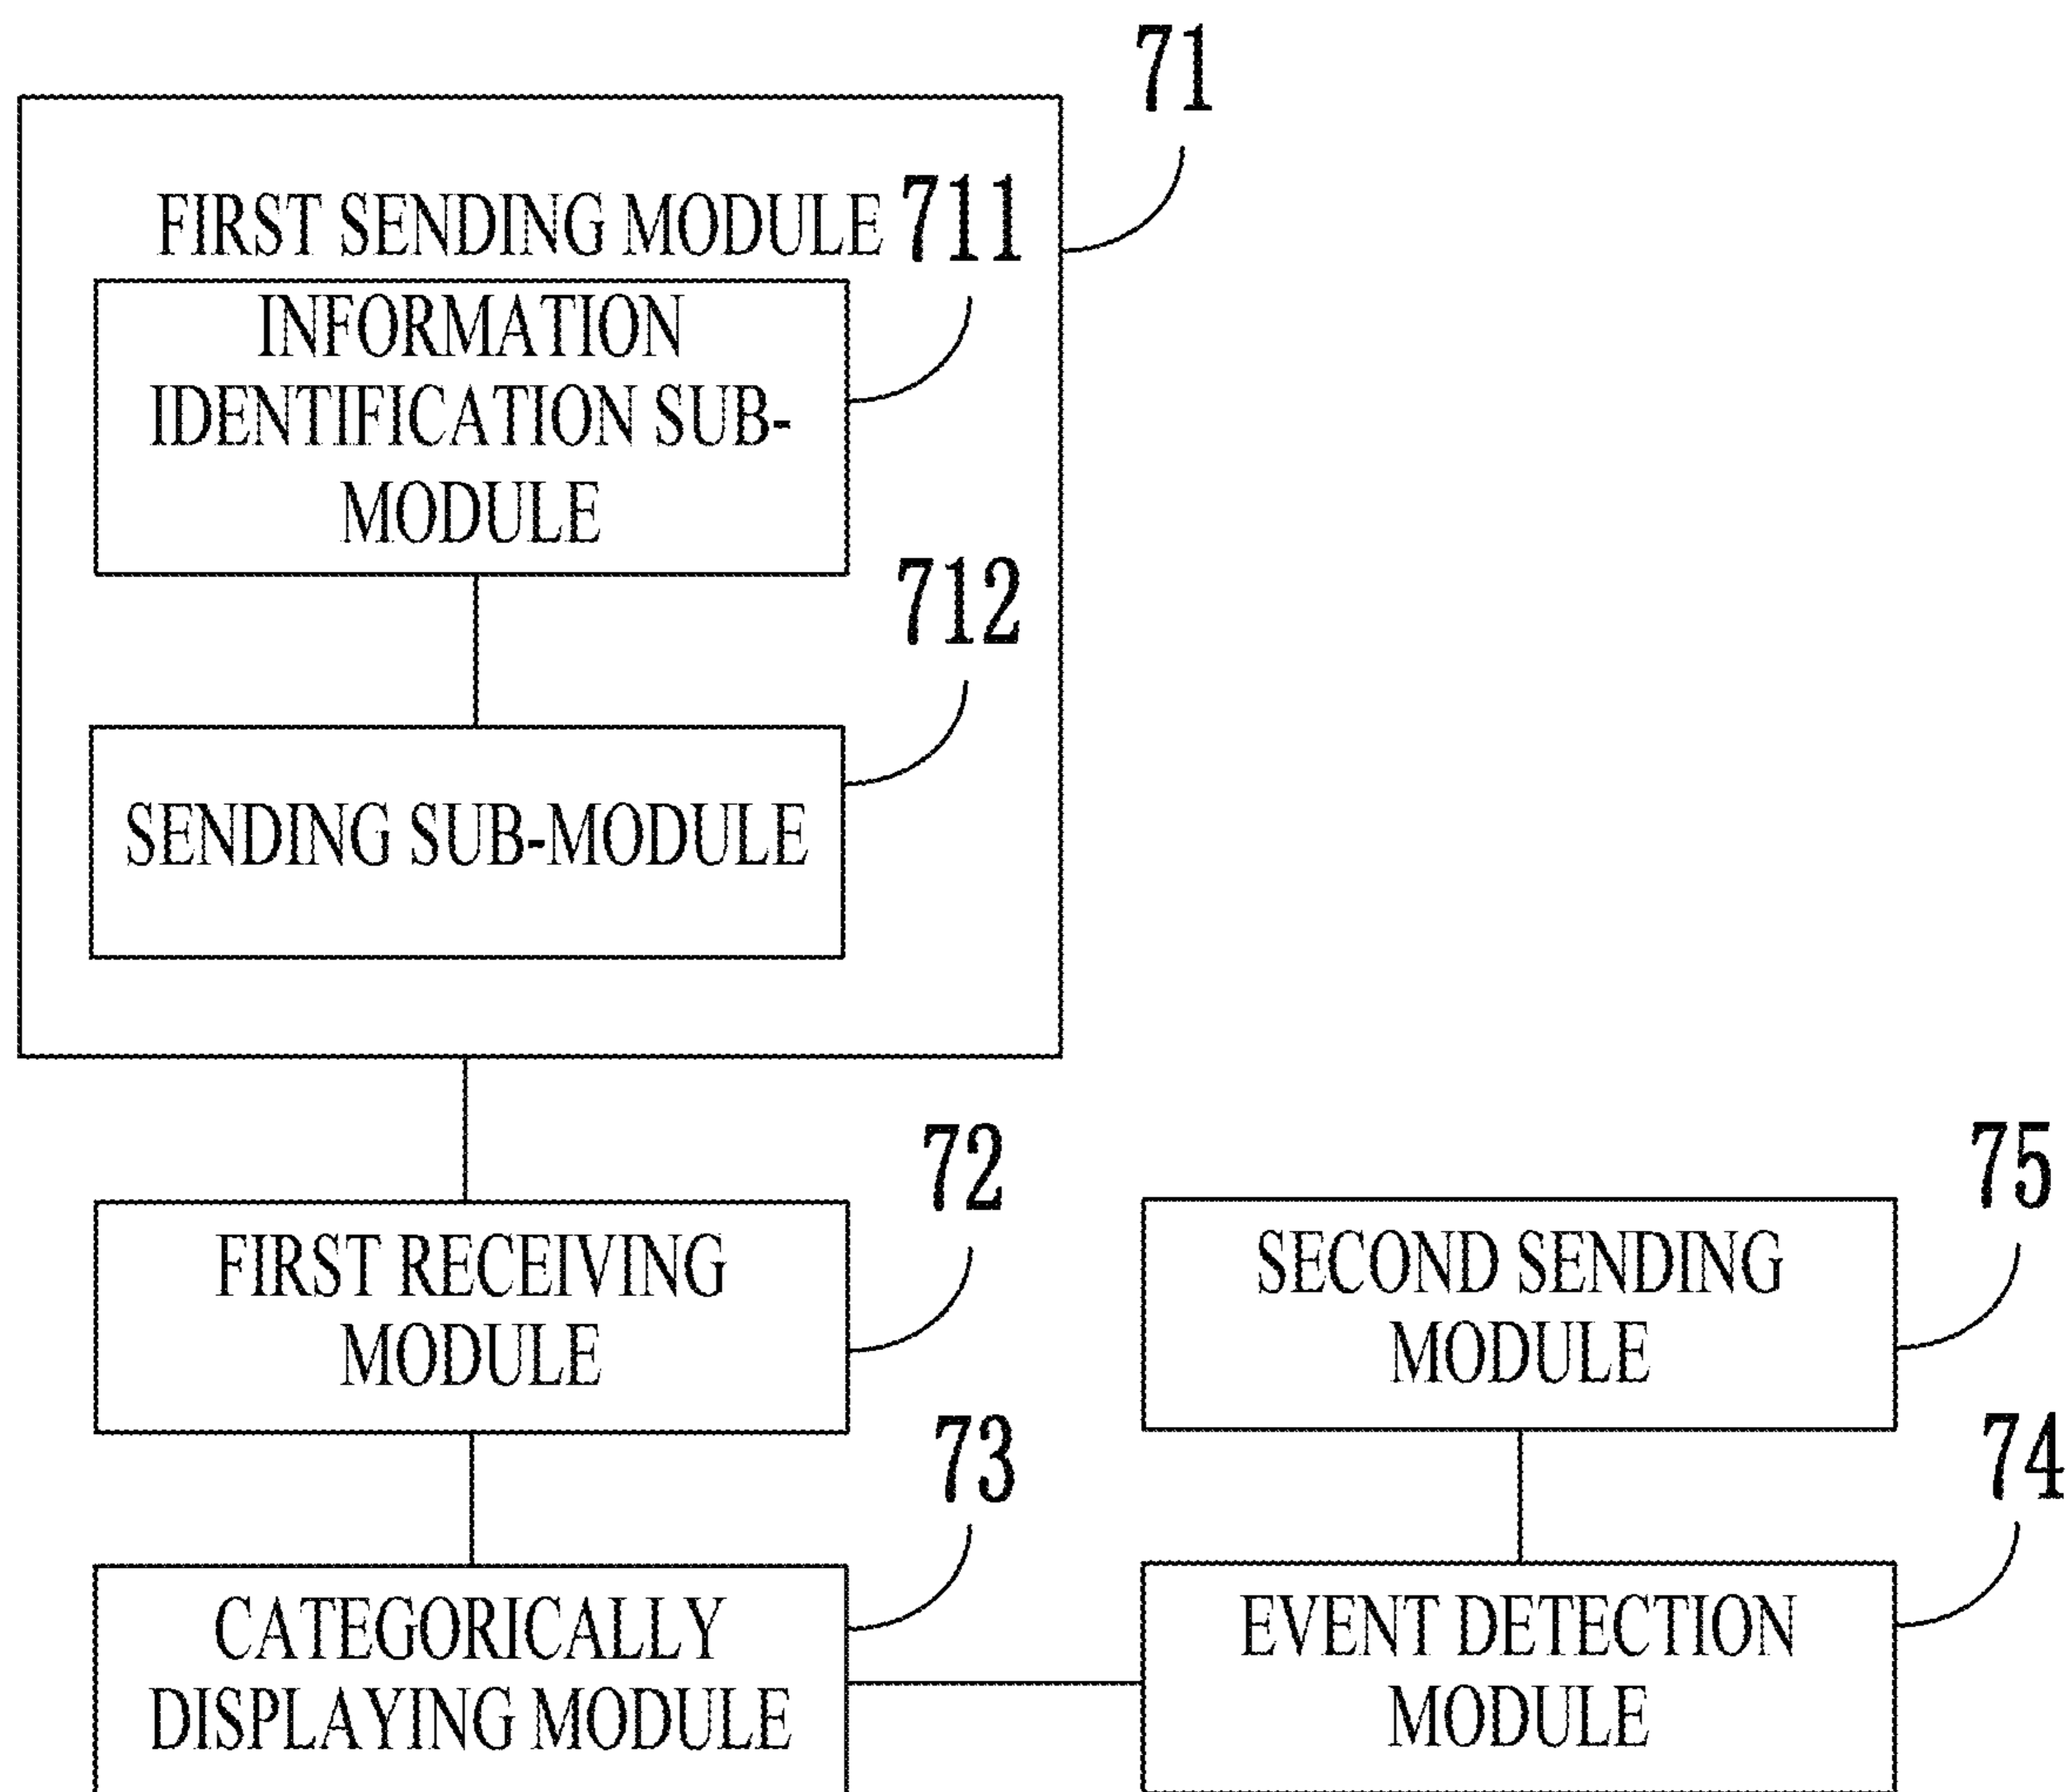 71
FIRST SENDING MODULE
711
INFORMATION
IDENTIFICATION SUB-
MODULE
712
SENDING SUB-MODULE
72
FIRST RECEIVING
MODULE
75
SECOND SENDING
MODULE
73
CATEGORICALLY
DISPLAYING MODULE
74
EVENT DETECTION
MODULE